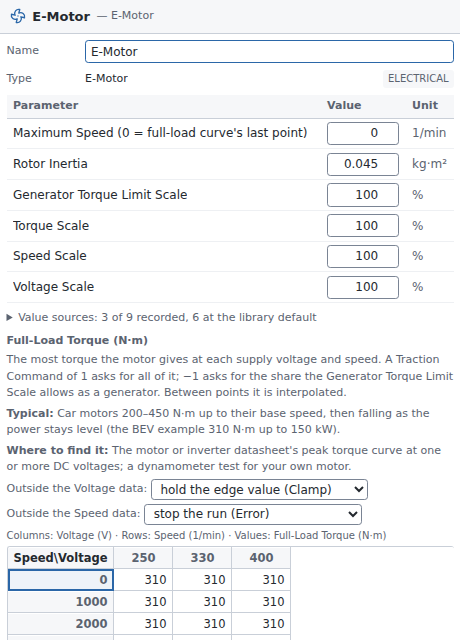 E-Motor — E-Motor
Name E-Motor
Type E-Motor ELECTRICAL
Parameter Value Unit
Maximum Speed (0 = full-load curve's last point) 0 1/min
Rotor Inertia 0.045 kg·m²
Generator Torque Limit Scale 100 %
Torque Scale 100 %
Speed Scale 100 %
Voltage Scale 100 %
Value sources: 3 of 9 recorded, 6 at the library default
Full-Load Torque (N·m)
The most torque the motor gives at each supply voltage and speed. A Traction
Command of 1 asks for all of it; −1 asks for the share the Generator Torque Limit
Scale allows as a generator. Between points it is interpolated.
Typical: Car motors 200–450 N·m up to their base speed, then falling as the
power stays level (the BEV example 310 N·m up to 150 kW).
Where to find it: The motor or inverter datasheet's peak torque curve at one
or more DC voltages; a dynamometer test for your own motor.
Outside the Voltage data: hold the edge value (Clamp)
Outside the Speed data: stop the run (Error)
Columns: Voltage (V) · Rows: Speed (1/min) · Values: Full-Load Torque (N·m)
Speed\Voltage 250 330 400
0 310 310 310
1000 310 310 310
2000 310 310 310